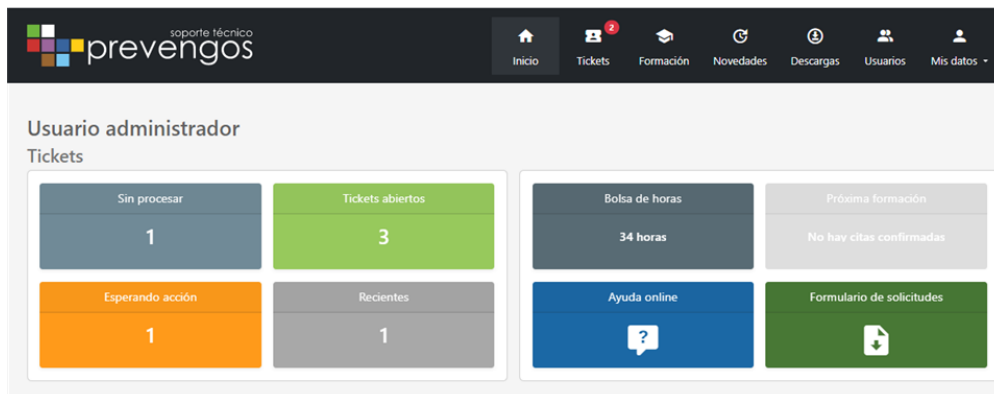 soporte técnico
prevengos
2
Inicio
Tickets
Formación
Novedades
Descargas
Usuarios
Mis datos
Usuario administrador
Tickets
Sin procesar
1
Tickets abiertos
3
Esperando acción
1
Recientes
1
Bolsa de horas
34 horas
Próxima formación
No hay citas confirmadas
Ayuda online
?
Formulario de solicitudes